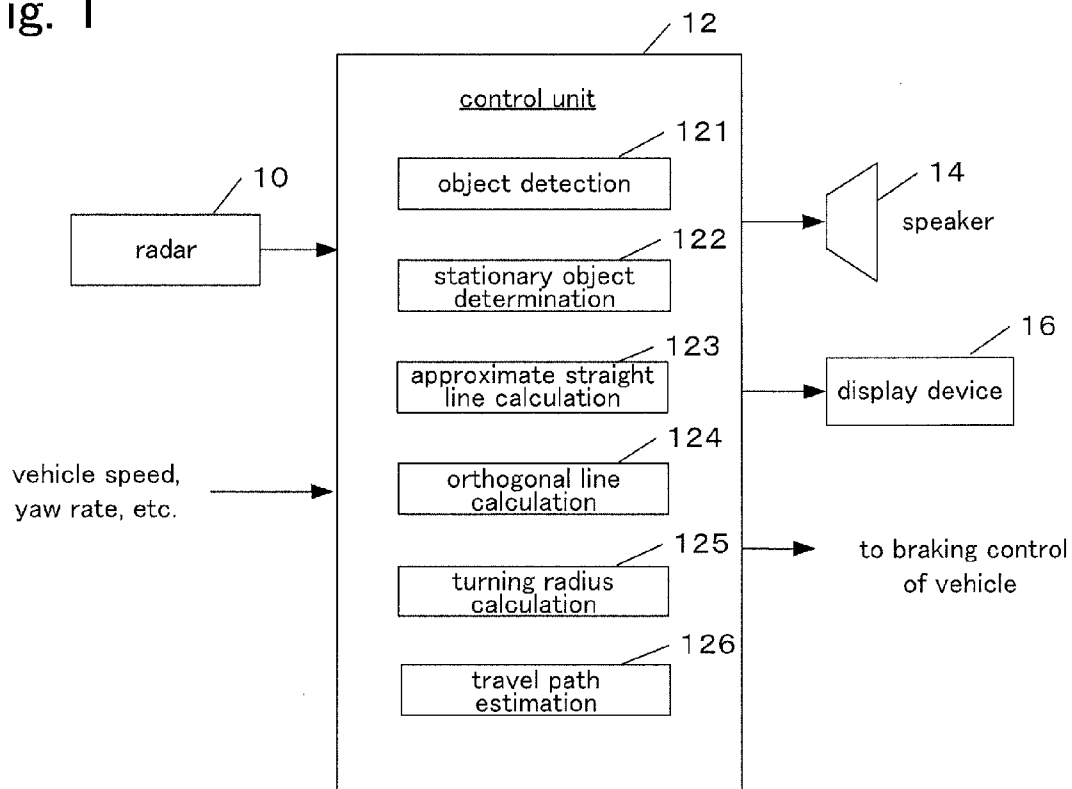 ig. 1
12
control unit
121
object detection
10
radar
14
speaker
122
stationary object
determination
16
display device
123
approximate straight
line calculation
124
orthogonal line
calculation
vehicle speed,
yaw rate, etc.
125
turning radius
calculation
to braking control
of vehicle
126
travel path
estimation